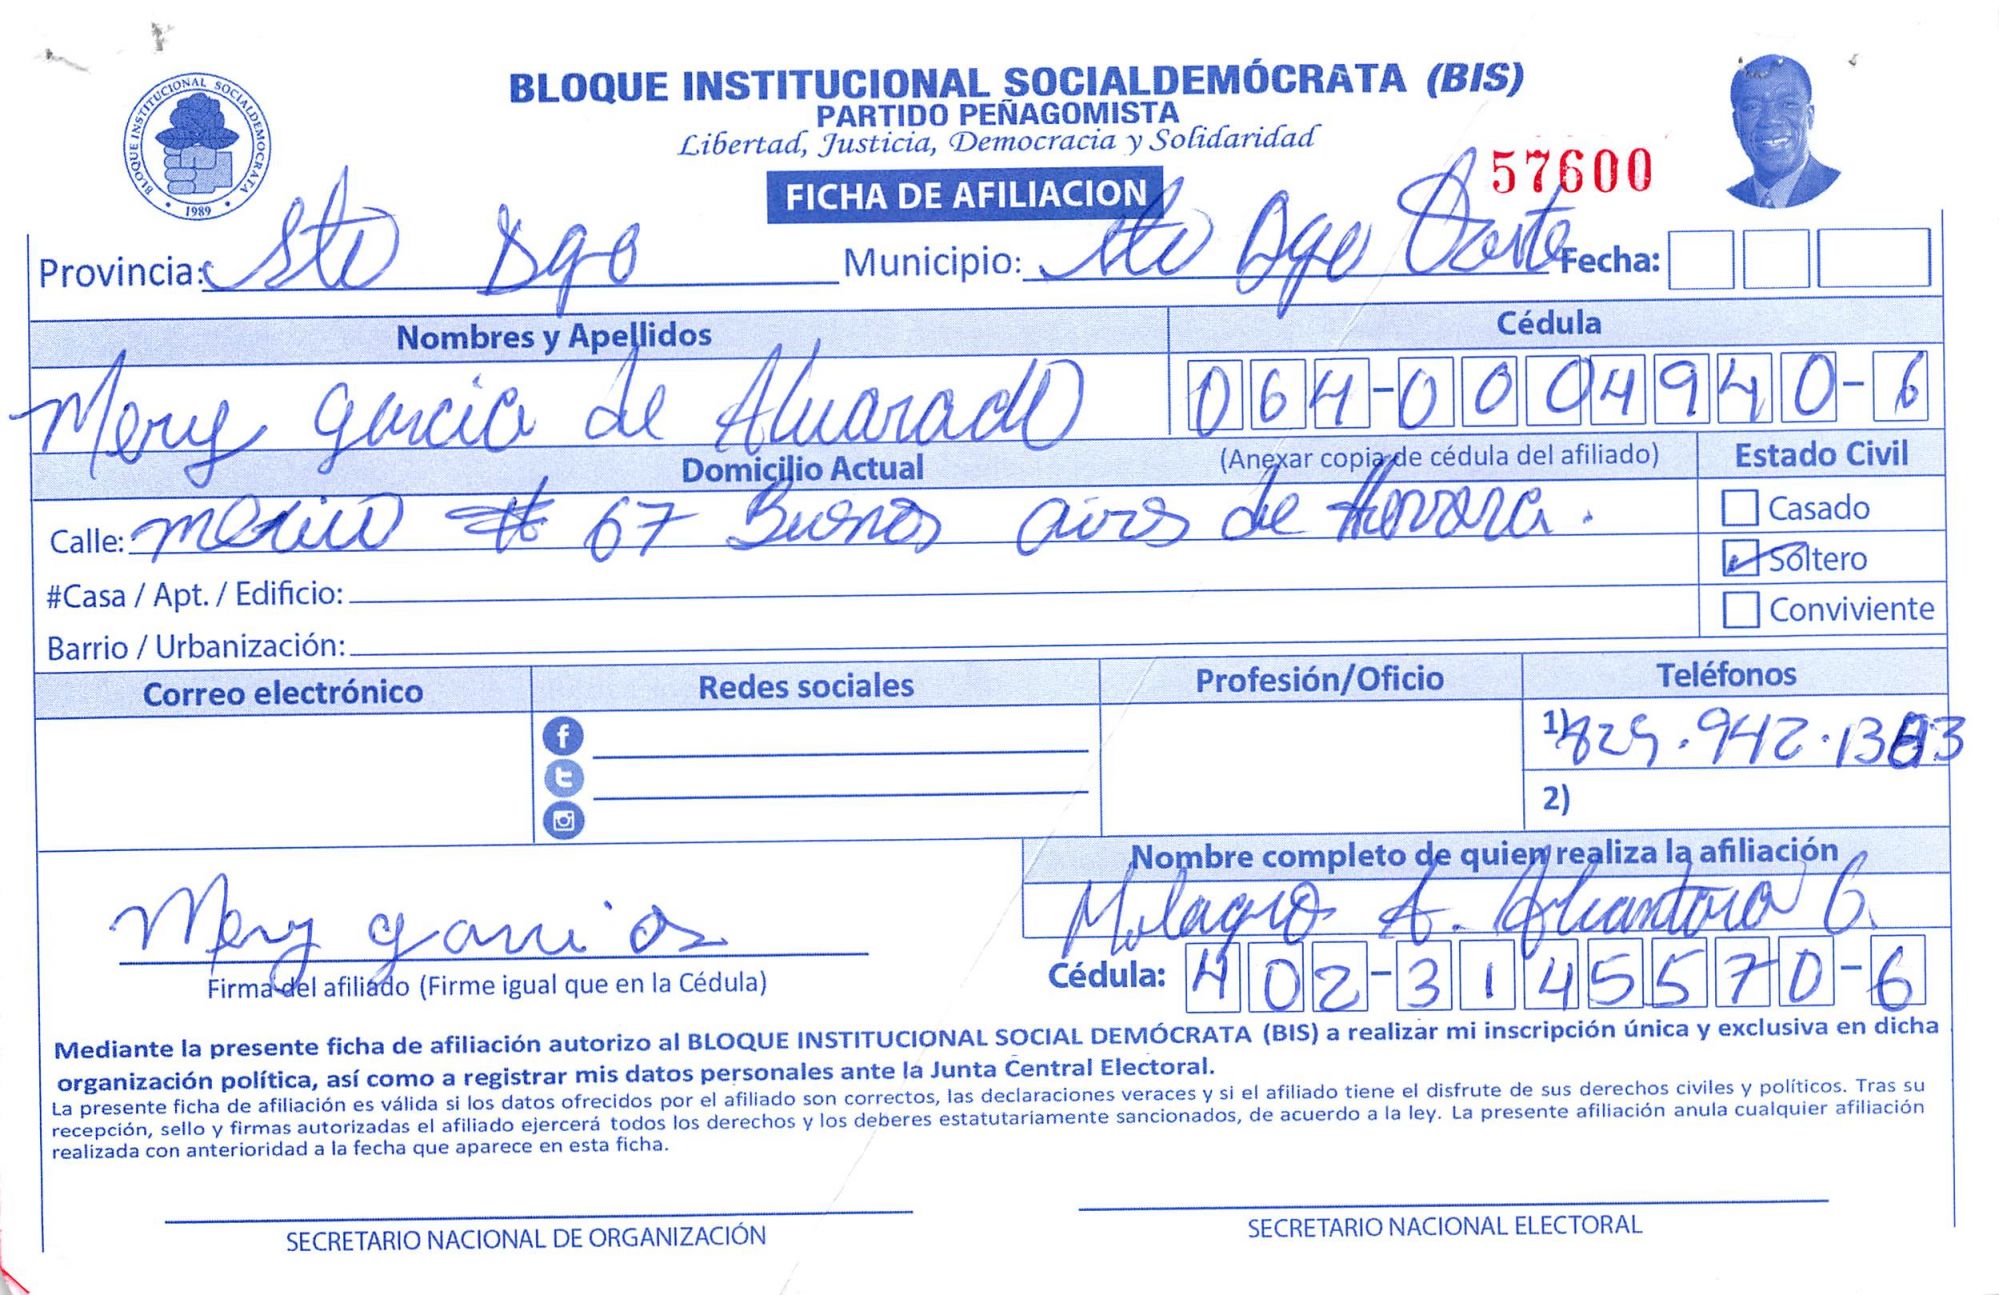 BLOQUE INSTITUCIONAL SOCIALDEMÓCRATA (BIS)
PARTIDO PEÑAGOMISTA
Libertad, Justicia, Democracia y Solidaridad
BLOQUE INSTITUCIONAL SOCIALDEMOCRATA
1989
57600
FICHA DE AFILIACION
Provincia: Sto Dgo Municipio: Sto Dgo Oeste Fecha:
Nombres y Apellidos Cédula
Mery Garcia de Alvarado 064-0004940-6
Domicilio Actual (Anexar copia de cédula del afiliado) Estado Civil
Calle: Mexico # 67 Buenos Aires de Herrera. Casado
Soltero
#Casa / Apt. / Edificio:
Conviviente
Barrio / Urbanización:
Correo electrónico Redes sociales Profesión/Oficio Teléfonos
1) 829.942.13
2)
Nombre completo de quien realiza la afiliación
Milagro A. Alcantara G.
Mery
Firma del afiliado (Firme igual que en la Cédula) Cédula: 402-3145570-6
Mediante la presente ficha de afiliación autorizo al BLOQUE INSTITUCIONAL SOCIAL DEMÓCRATA (BIS) a realizar mi inscripción única y exclusiva en dicha
organización política, así como a registrar mis datos personales ante la Junta Central Electoral.
La presente ficha de afiliación es válida si los datos ofrecidos por el afiliado son correctos, las declaraciones veraces y si el afiliado tiene el disfrute de sus derechos civiles y políticos. Tras su
recepción, sello y firmas autorizadas el afiliado ejercerá todos los derechos y los deberes estatutariamente sancionados, de acuerdo a la ley. La presente afiliación anula cualquier afiliación
realizada con anterioridad a la fecha que aparece en esta ficha.
SECRETARIO NACIONAL DE ORGANIZACIÓN SECRETARIO NACIONAL ELECTORAL